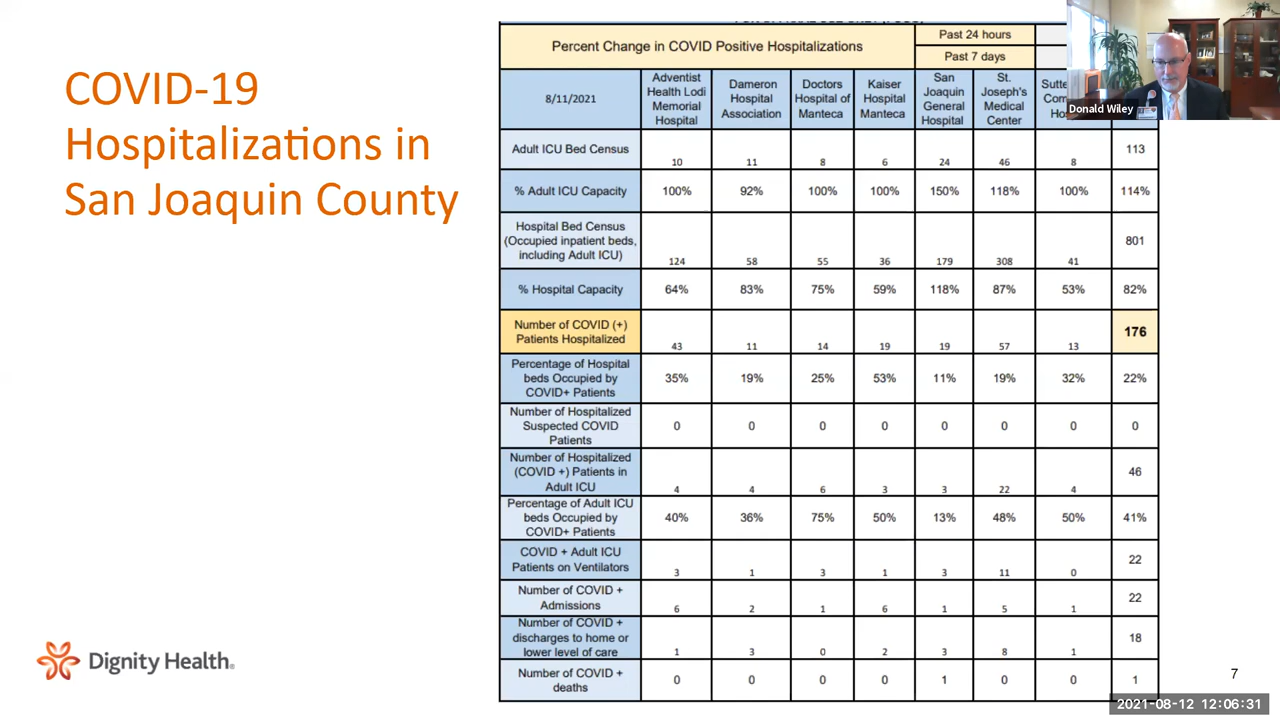 COVID-19
Hospitalizations in
San Joaquin County
Percent Change in COVID Positive Hospitalizations
Past 24 hours
Past 7 days
Donald Wiley
8/11/2021
Adventist
Health Lodi
Memorial
Hospital
Dameron
Hospital
Association
Doctors
Hospital of
Manteca
Kaiser
Hospital
Manteca
San
Joaquin
General
Hospital
St.
Joseph's
Medical
Center
Adult ICU Bed Census
10 11 8 6 24 46 8 113
% Adult ICU Capacity
100% 92% 100% 100% 150% 118% 100% 114%
Hospital Bed Census
(Occupied inpatient beds,
including Adult ICU)
124 58 55 36 179 308 41 801
% Hospital Capacity
64% 83% 75% 59% 118% 87% 53% 82%
Number of COVID (+)
Patients Hospitalized
43 11 14 19 19 57 13 176
Percentage of Hospital
beds Occupied by
COVID+ Patients
35% 19% 25% 53% 11% 19% 32% 22%
Number of Hospitalized
Suspected COVID
Patients
0 0 0 0 0 0 0 0
Number of Hospitalized
(COVID +) Patients in
Adult ICU
4 4 6 3 3 22 4 46
Percentage of Adult ICU
beds Occupied by
COVID+ Patients
40% 36% 75% 50% 13% 48% 50% 41%
COVID + Adult ICU
Patients on Ventilators
3 1 3 1 3 11 0 22
Number of COVID +
Admissions
6 2 1 6 1 5 1 22
Number of COVID +
discharges to home or
lower level of care
1 3 0 2 3 8 1 18
Number of COVID +
deaths
0 0 0 0 1 0 0 1
Dignity Health.
7
2021-08-12 12:06:31